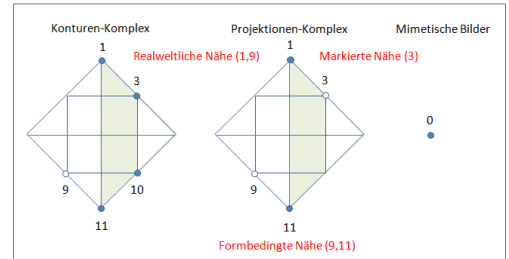 Konturen-Komplex
Projektionen-Komplex
Mimetische Bilder
1
Realweltliche Nähe (1,9)
1
Markierte Nähe (3)
3
3
0
9
10
9
11
11
Formbedingte Nähe (9,11)